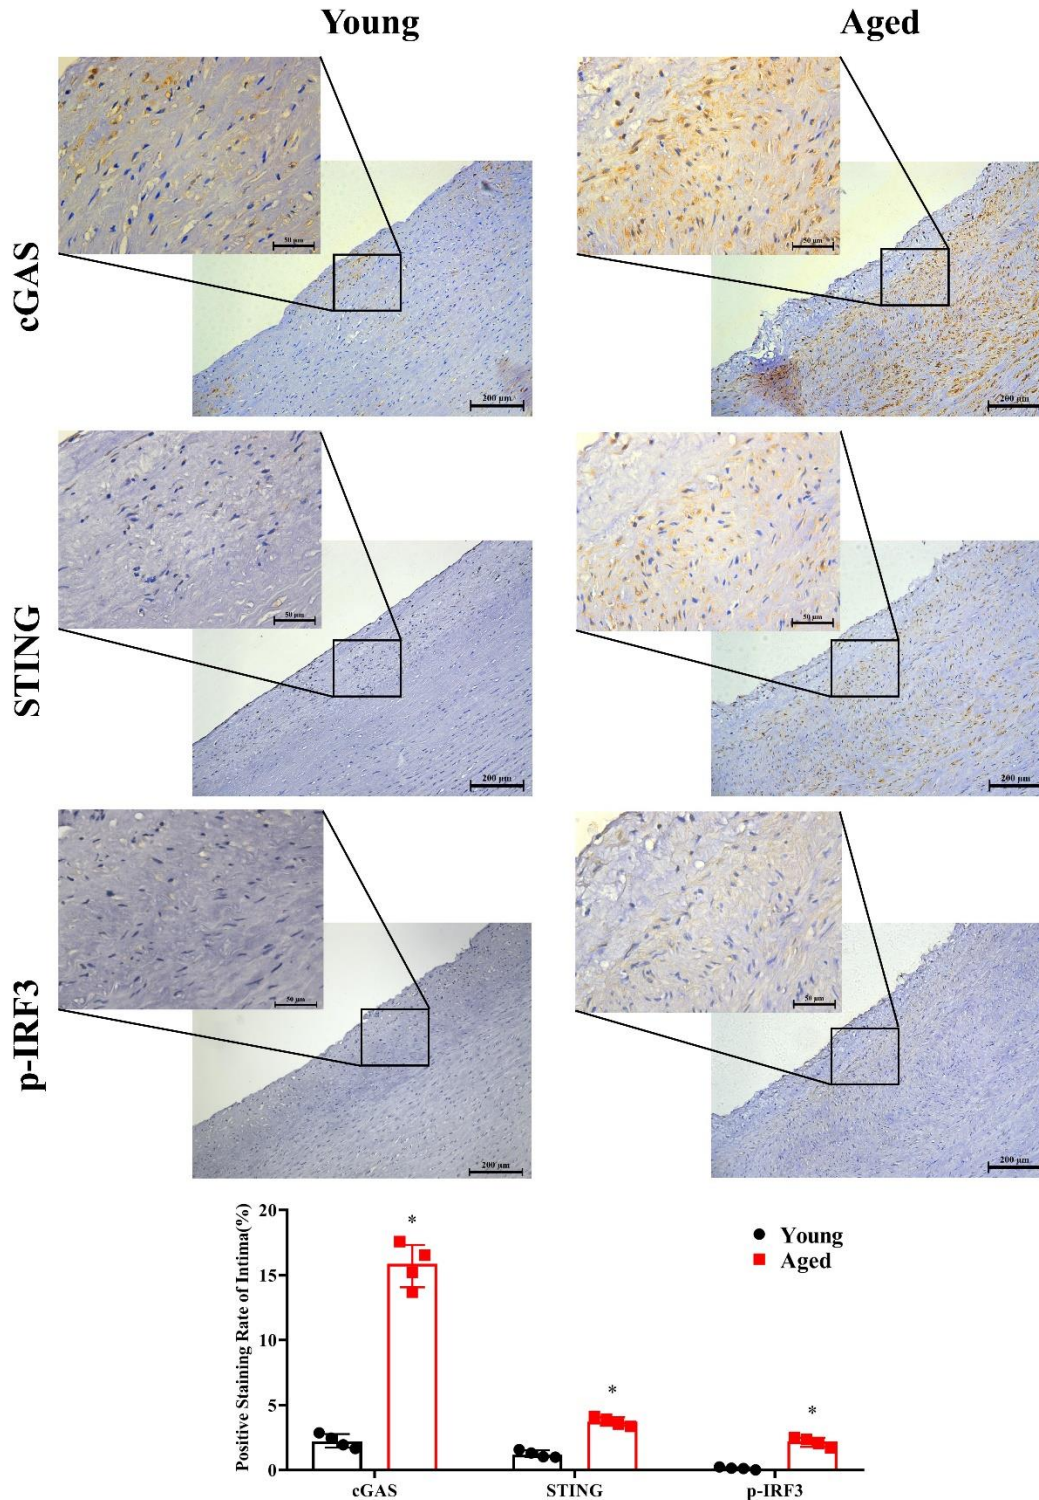 Young Aged
cGAS
50 μm
200 μm
50 μm
200 μm
STING
50 μm
200 μm
50 μm
200 μm
p-IRF3
50 μm
200 μm
50 μm
200 μm
Positive Staining Rate of Intima(%)
20
15
10
5
0
*
*
*
Young
Aged
cGAS STING p-IRF3